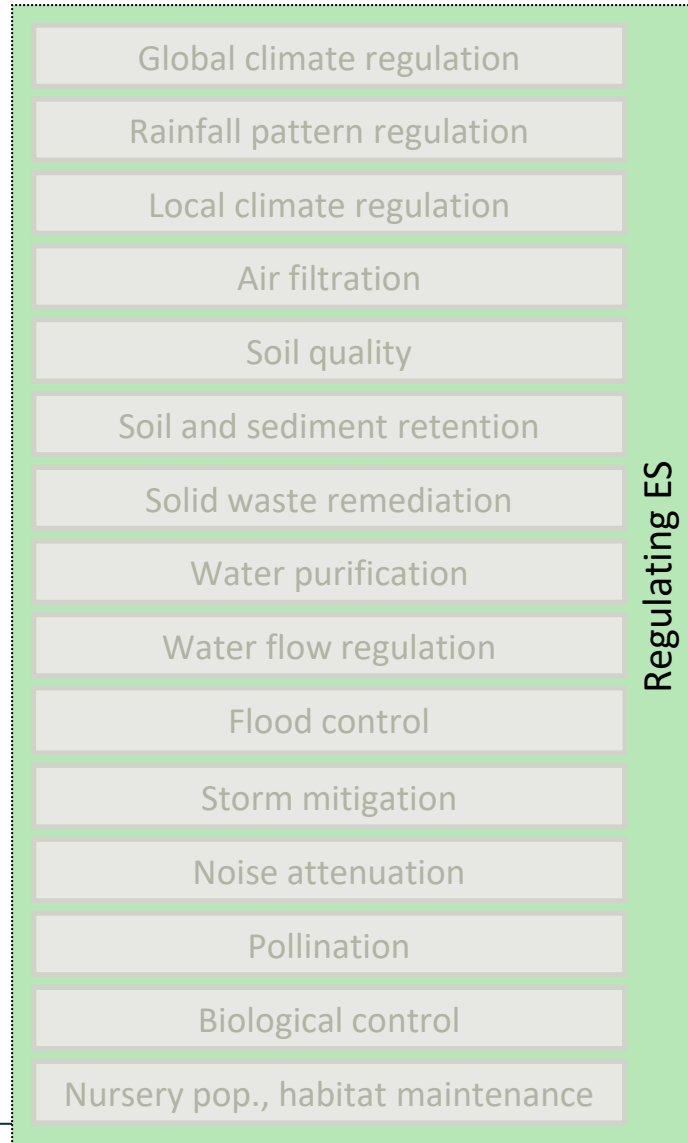 Global climate regulation
Rainfall pattern regulation
Local climate regulation
Air filtration
Soil quality
Soil and sediment retention
Solid waste remediation
Water purification
Water flow regulation
Flood control
Storm mitigation
Noise attenuation
Pollination
Biological control
Nursery pop., habitat maintenance
Regulating ES